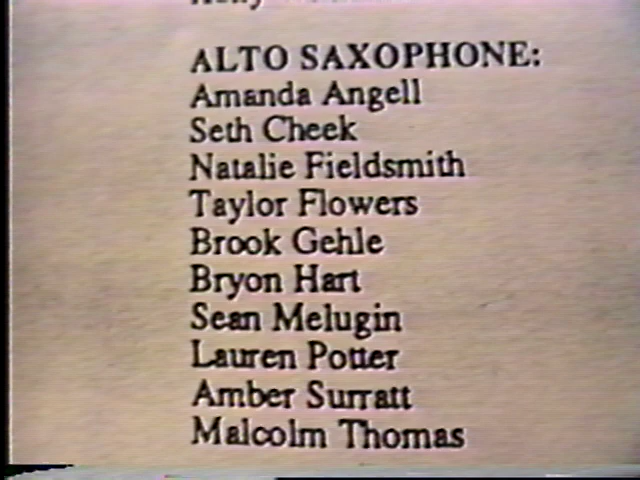 ALTO SAXOPHONE:
Amanda Angell
Seth Cheek
Natalie Fieldsmith
Taylor Flowers
Brook Gehle
Bryon Hart
Sean Melugin
Lauren Potter
Amber Surratt
Malcolm Thomas